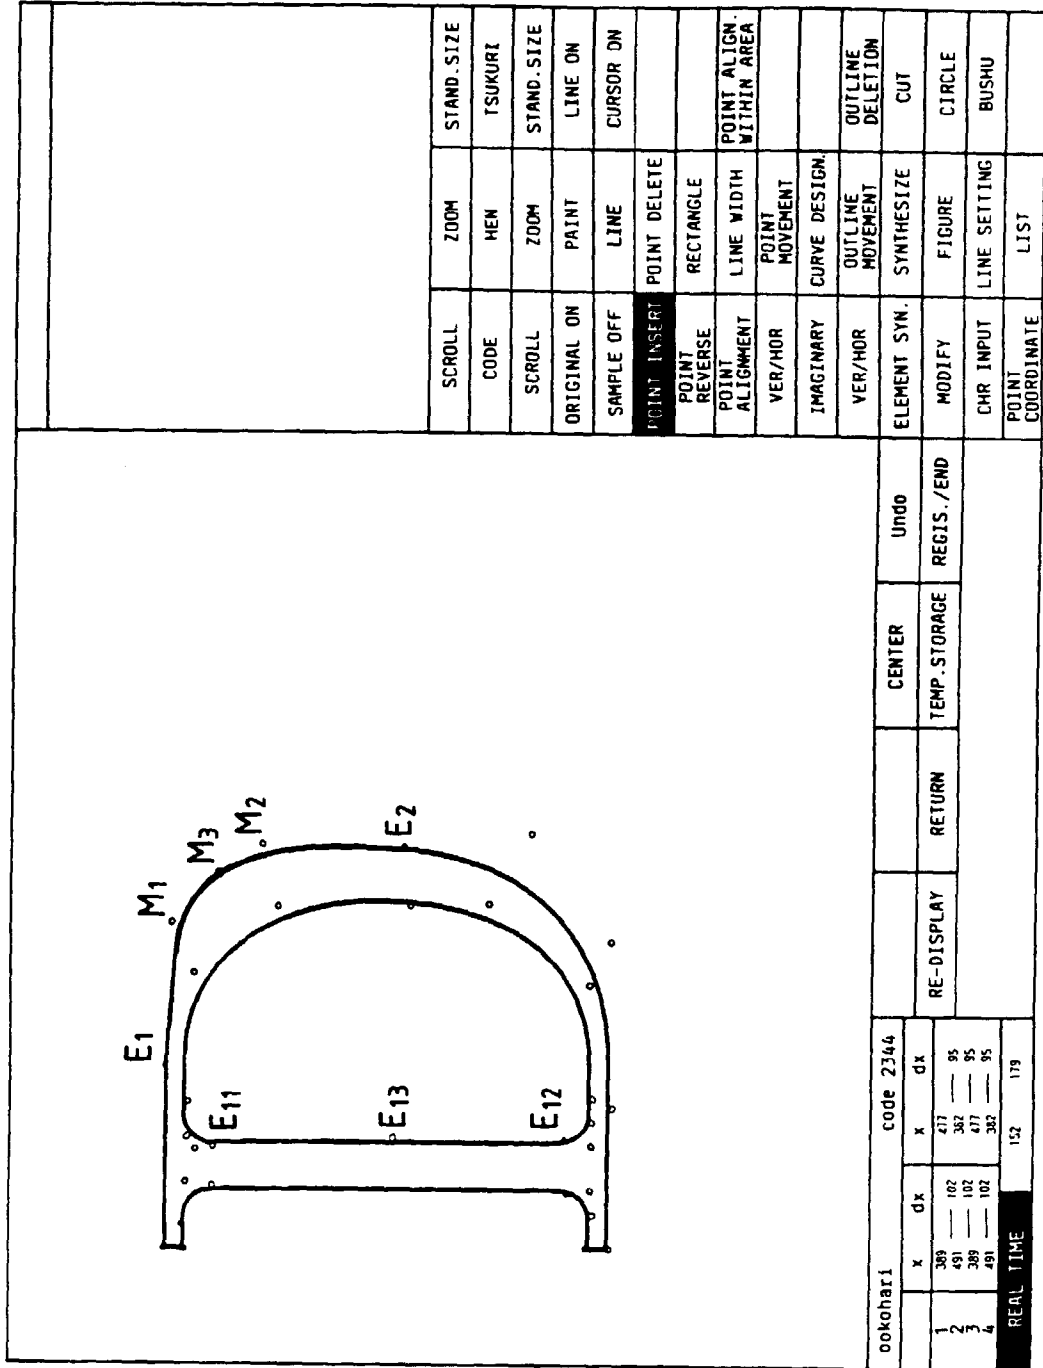 E1
M1
M3
E11
M2
E13
E2
E12
SCROLL ZOOM STAND.SIZE
CODE HEN TSUKURI
SCROLL ZOOM STAND.SIZE
ORIGINAL ON PAINT LINE ON
SAMPLE OFF LINE CURSOR ON
POINT INSERT POINT DELETE
POINT REVERSE RECTANGLE
POINT ALIGNMENT LINE WIDTH POINT ALIGN. WITHIN AREA
VER/HOR POINT MOVEMENT
IMAGINARY CURVE DESIGN.
VER/HOR OUTLINE MOVEMENT OUTLINE DELETION
ELEMENT SYN. SYNTHESIZE CUT
MODIFY FIGURE CIRCLE
CHR INPUT LINE SETTING BUSHU
POINT COORDINATE LIST
ookohari code 2344
CENTER Undo
x dx x dx
RE-DISPLAY RETURN TEMP.STORAGE REGIS./END
1 389 477
2 491 — 102 382 — 95
3 389 — 102 477 — 95
4 491 — 102 382 — 95
REAL TIME 152 179